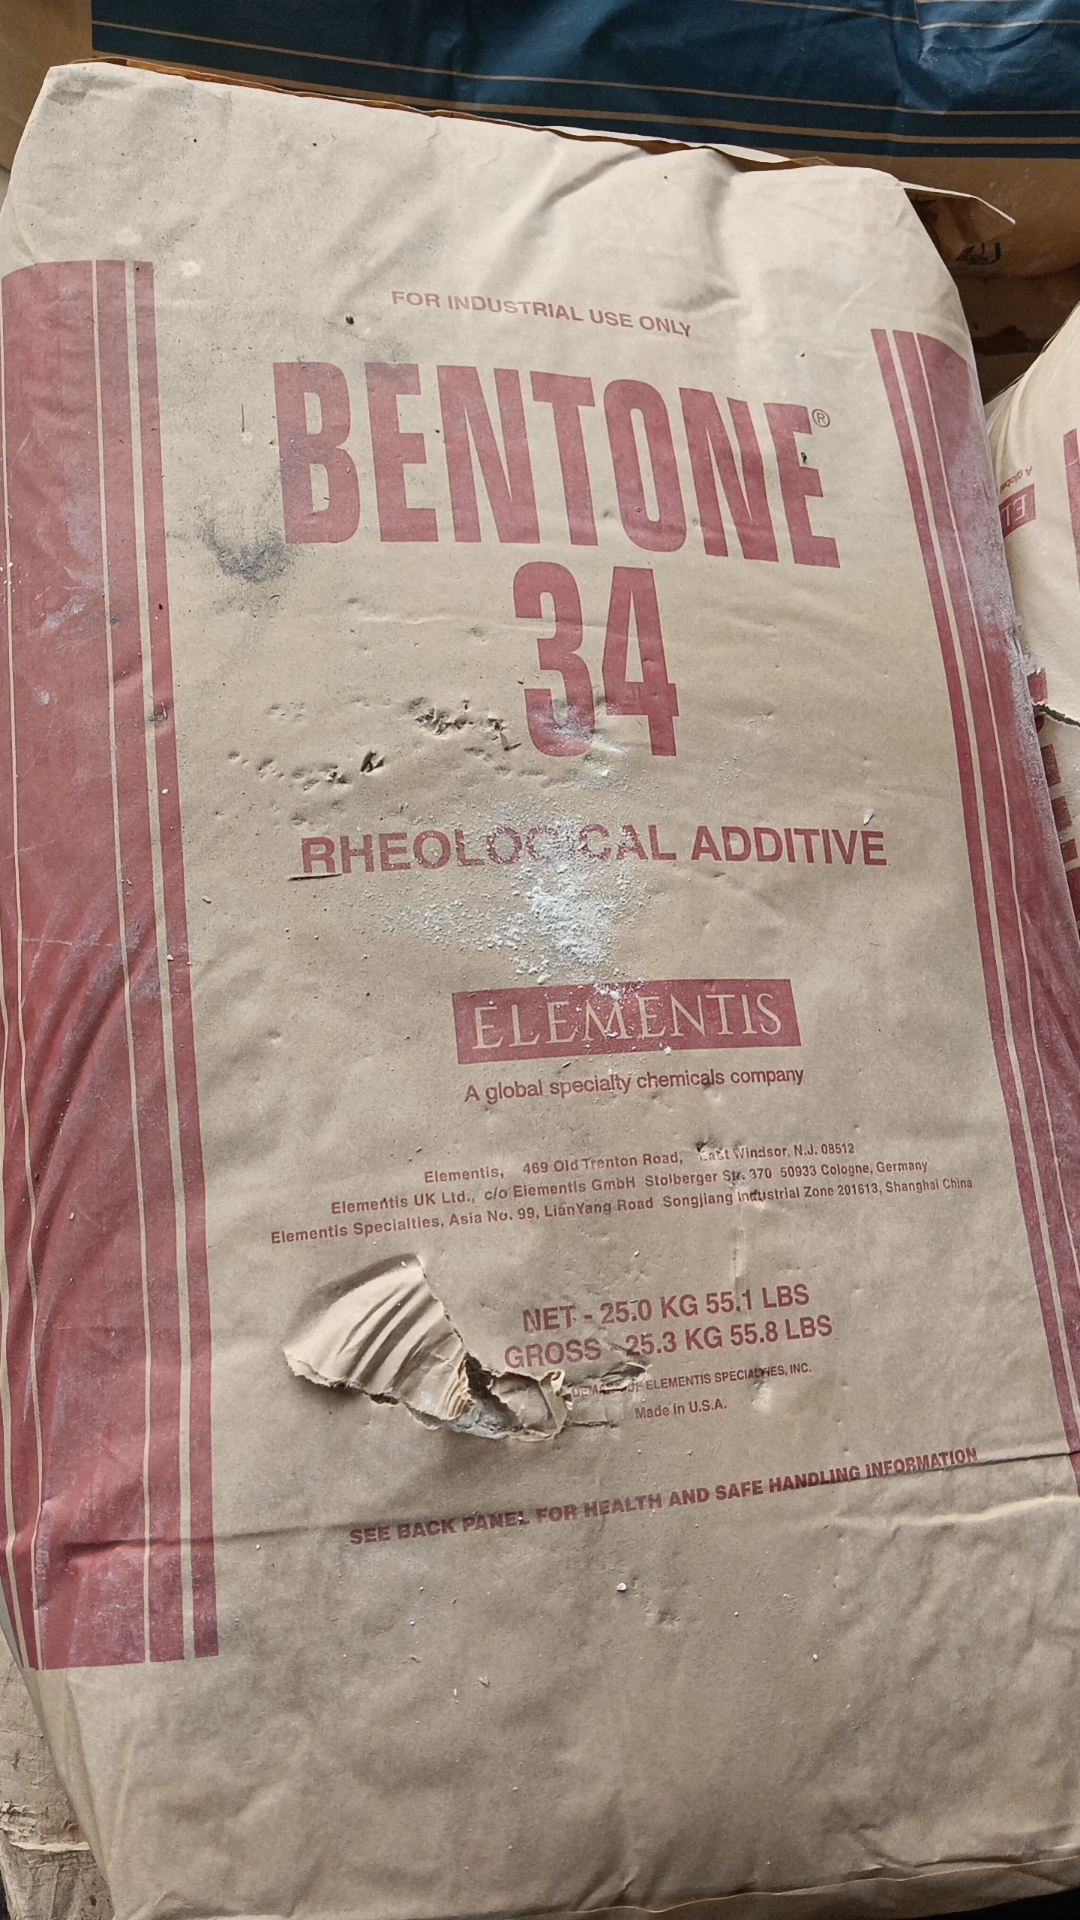 FOR INDUSTRIAL USE ONLY
BENTONE®
34
RHEOLOGICAL ADDITIVE
ELEMENTIS
A global specialty chemicals company
Elementis, 469 Old Trenton Road, East Windsor, N.J. 08512
Elementis UK Ltd., c/o Elementis GmbH Stolberger Str. 370 50933 Cologne, Germany
Elementis Specialties, Asia No. 99, LianYang Road Songjiang Industrial Zone 201613, Shanghai China
NET - 25.0 KG 55.1 LBS
GROSS - 25.3 KG 55.8 LBS
OF ELEMENTIS SPECIALTIES, INC.
Made in U.S.A.
SEE BACK PANEL FOR HEALTH AND SAFE HANDLING INFORMATION